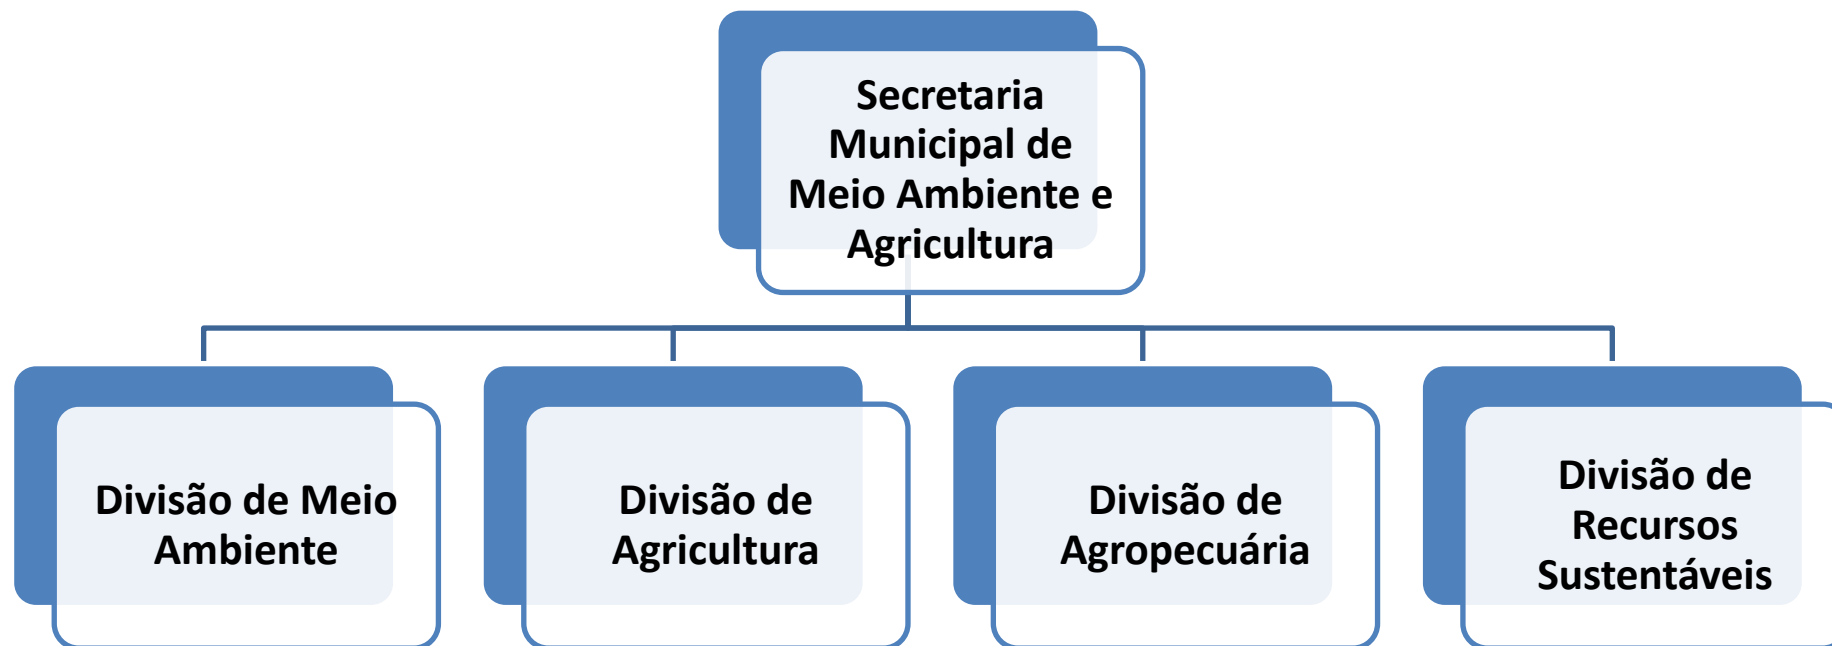 Secretaria
Municipal de
Meio Ambiente e
Agricultura
Divisão de Meio
Ambiente
Divisão de
Agricultura
Divisão de
Agropecuária
Divisão de
Recursos
Sustentáveis